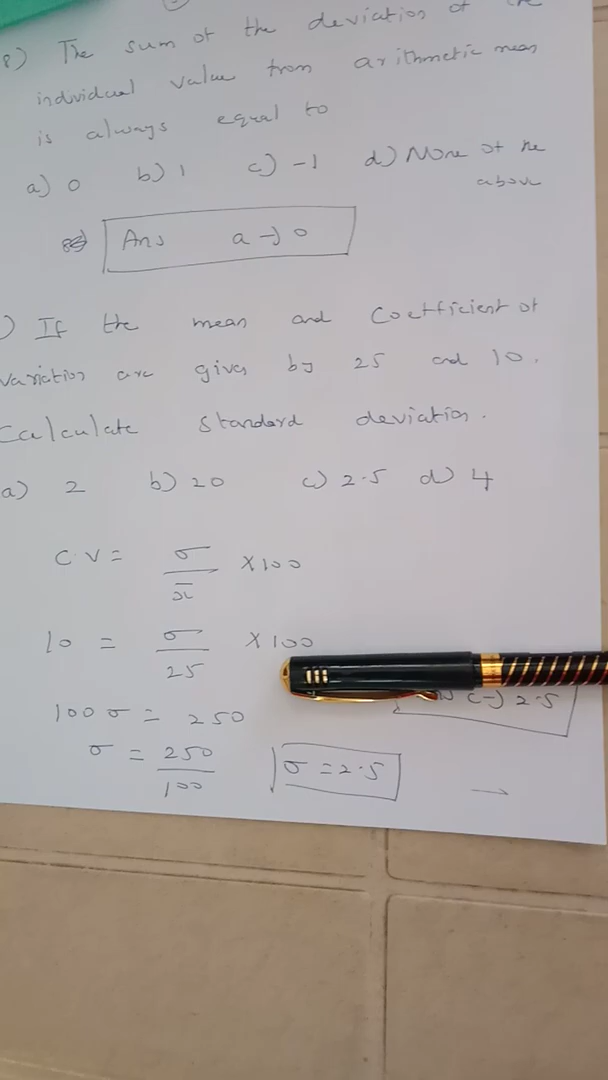 8) The sum of the deviation of the
individual value from arithmetic mean
is always equal to
a) 0 b) 1 c) -1 d) None of the
above
Ans a → 0
) If the mean and Coefficient of
variation are given by 25 and 10.
Calculate standard deviation.
a) 2 b) 20 c) 2.5 d) 4
C.V = σ/x̄ ×100
10 = σ/25 ×100
c → 2.5
100 σ = 250
σ = 250/100 σ = 2.5 →